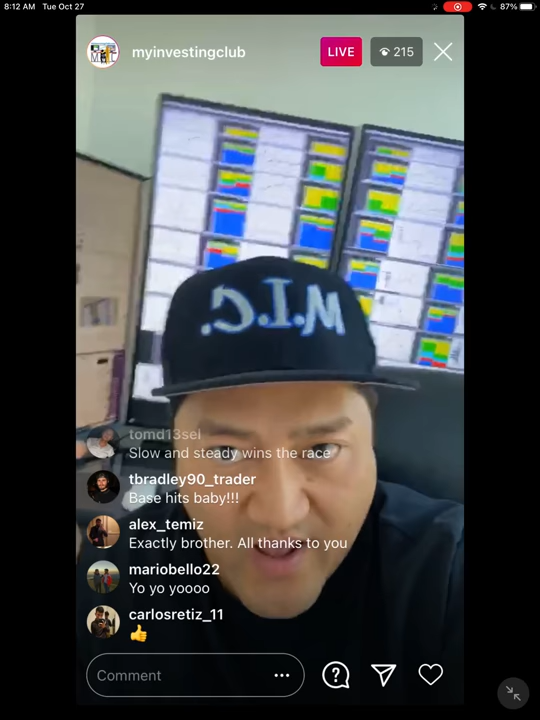 8:12 AM Tue Oct 27
87%
myinvestingclub
LIVE
215
M.I.C.
tomd13sel
Slow and steady wins the race
tbradley90_trader
Base hits baby!!!
alex_temiz
Exactly brother. All thanks to you
mariobello22
Yo yo yoooo
carlosretiz_11
👍
Comment